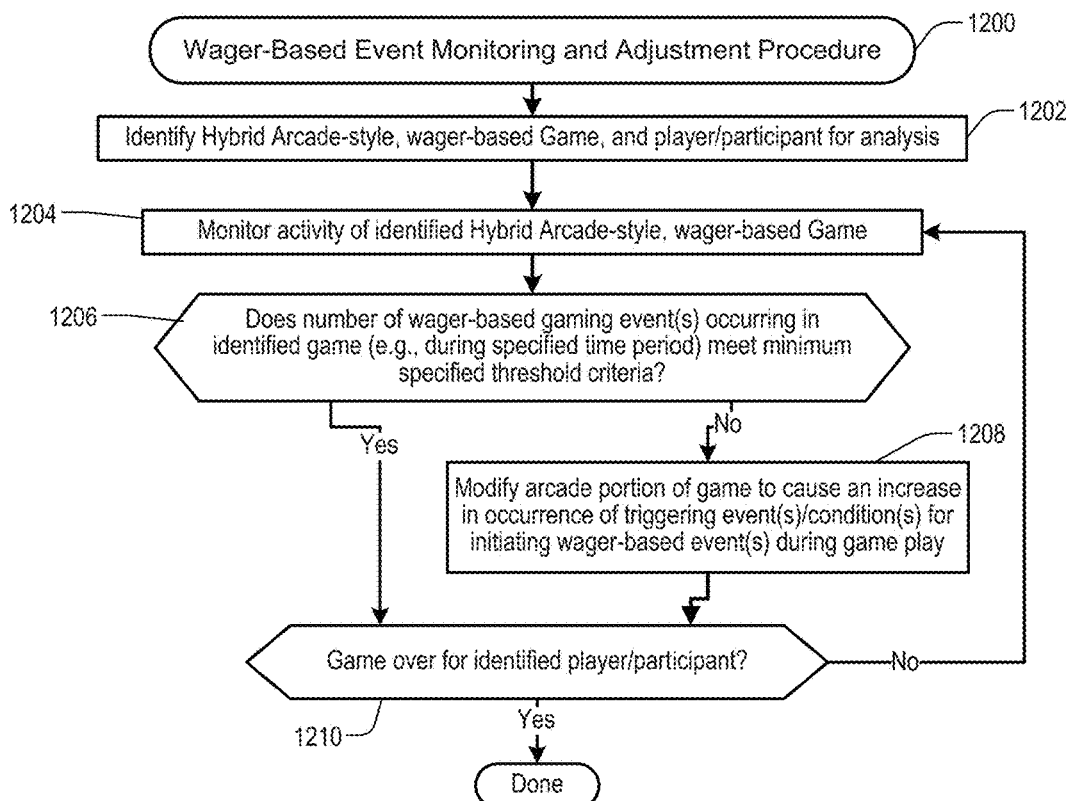 1200
Wager-Based Event Monitoring and Adjustment Procedure
1202
Identify Hybrid Arcade-style, wager-based Game, and player/participant for analysis
1204
Monitor activity of identified Hybrid Arcade-style, wager-based Game
1206
Does number of wager-based gaming event(s) occurring in
identified game (e.g., during specified time period) meet minimum
specified threshold criteria?
Yes
No
1208
Modify arcade portion of game to cause an increase
in occurrence of triggering event(s)/condition(s) for
initiating wager-based event(s) during game play
Game over for identified player/participant?
No
1210
Yes
Done